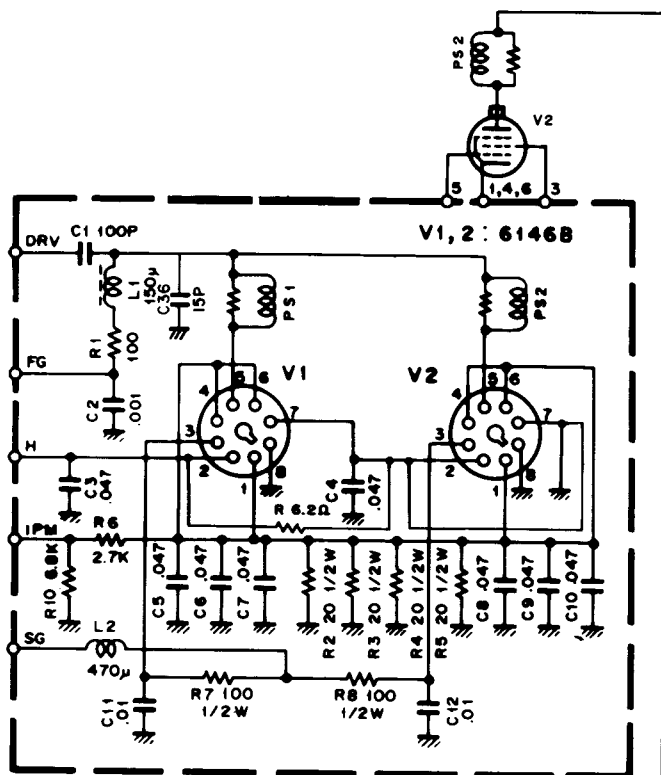 PS2
V2
5
1,4,6
3
V1,2 : 6146B
DRV
C1 100P
L1
150μ
C36
15P
PS1
PS2
R1
100
FG
C2
.001
V1
V2
4
5
6
7
3
2
1
8
4
5
6
7
3
2
1
8
H
C3
.047
C4
.047
R 6.2Ω
IPM
R6
2.7K
R10 6.8K
C5 .047
C6 .047
C7 .047
R2 20 1/2W
R3 20 1/2W
R4 20 1/2W
R5 20 1/2W
C8 .047
C9 .047
C10 .047
SG
L2
470μ
C11
.01
R7 100
1/2W
R8 100
1/2W
C12
.01